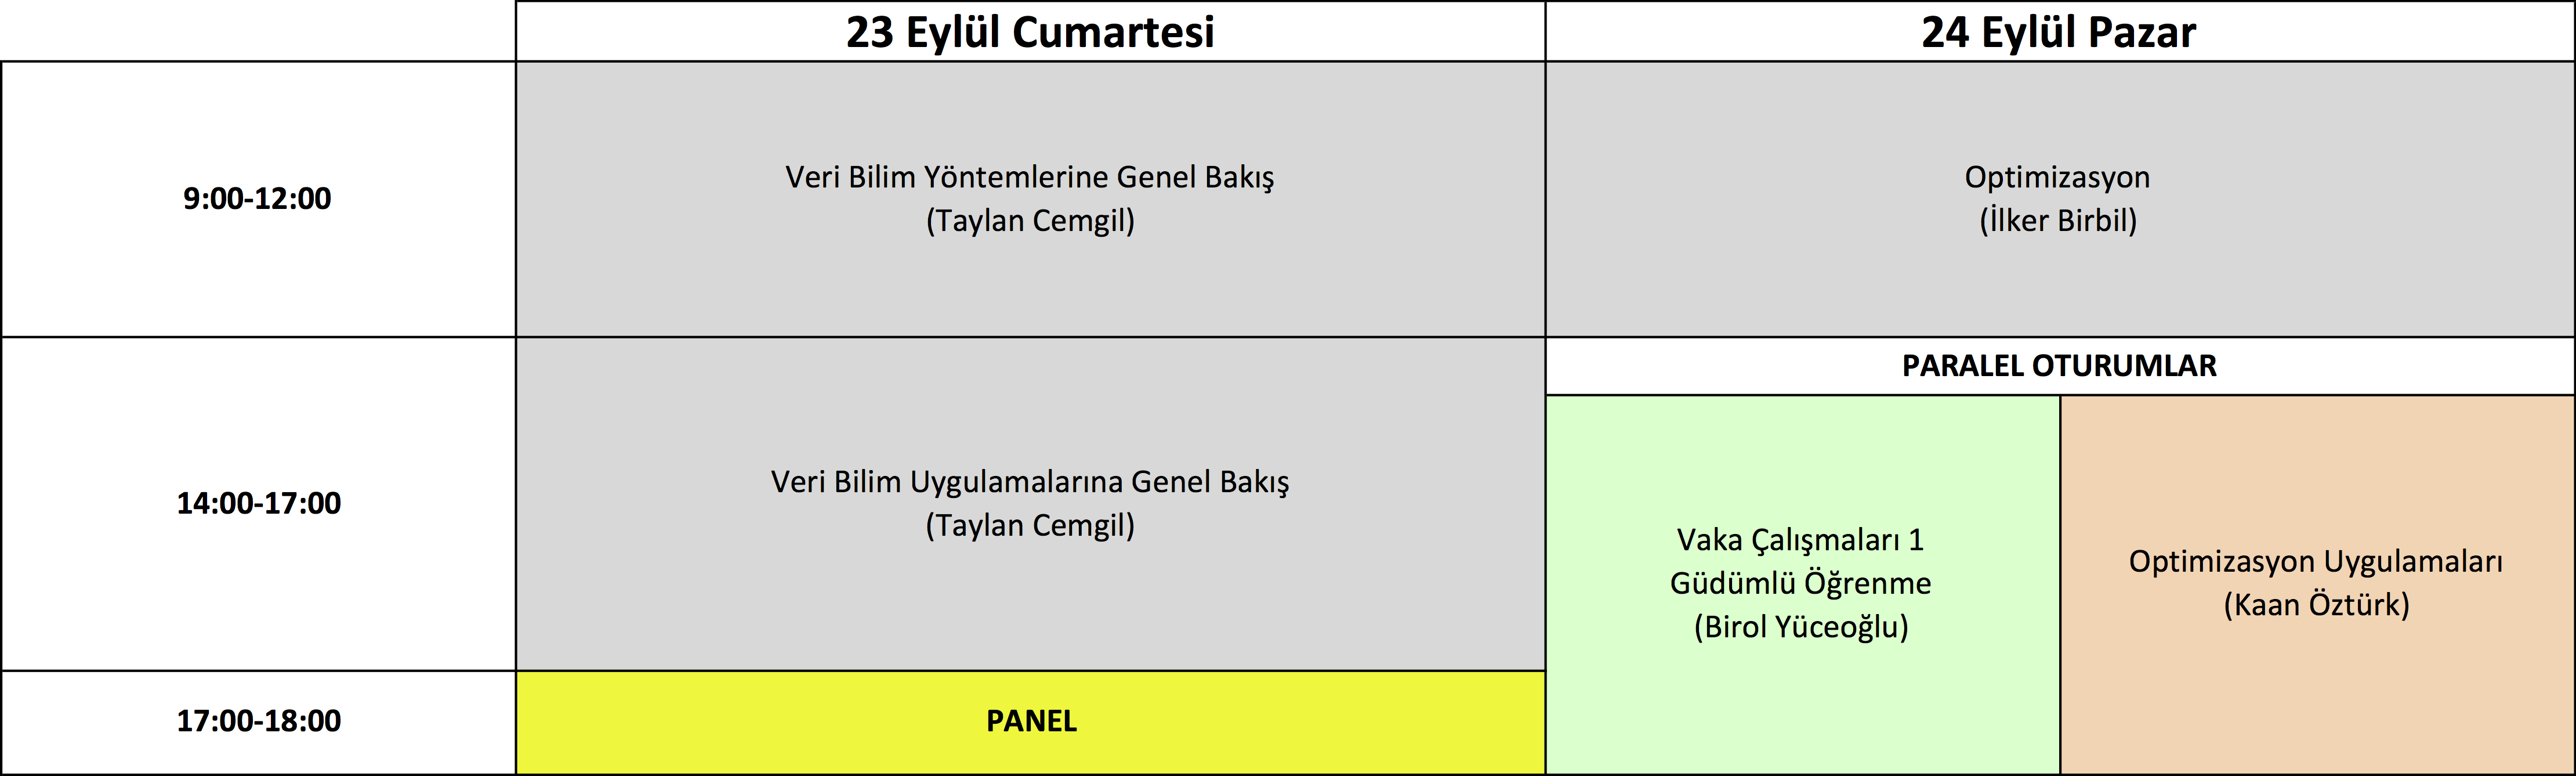 23 Eylül Cumartesi
24 Eylül Pazar
9:00-12:00
Veri Bilim Yöntemlerine Genel Bakış
(Taylan Cemgil)
Optimizasyon
(İlker Birbil)
14:00-17:00
Veri Bilim Uygulamalarına Genel Bakış
(Taylan Cemgil)
PARALEL OTURUMLAR
Vaka Çalışmaları 1
Güdümlü Öğrenme
(Birol Yüceoğlu)
Optimizasyon Uygulamaları
(Kaan Öztürk)
17:00-18:00
PANEL